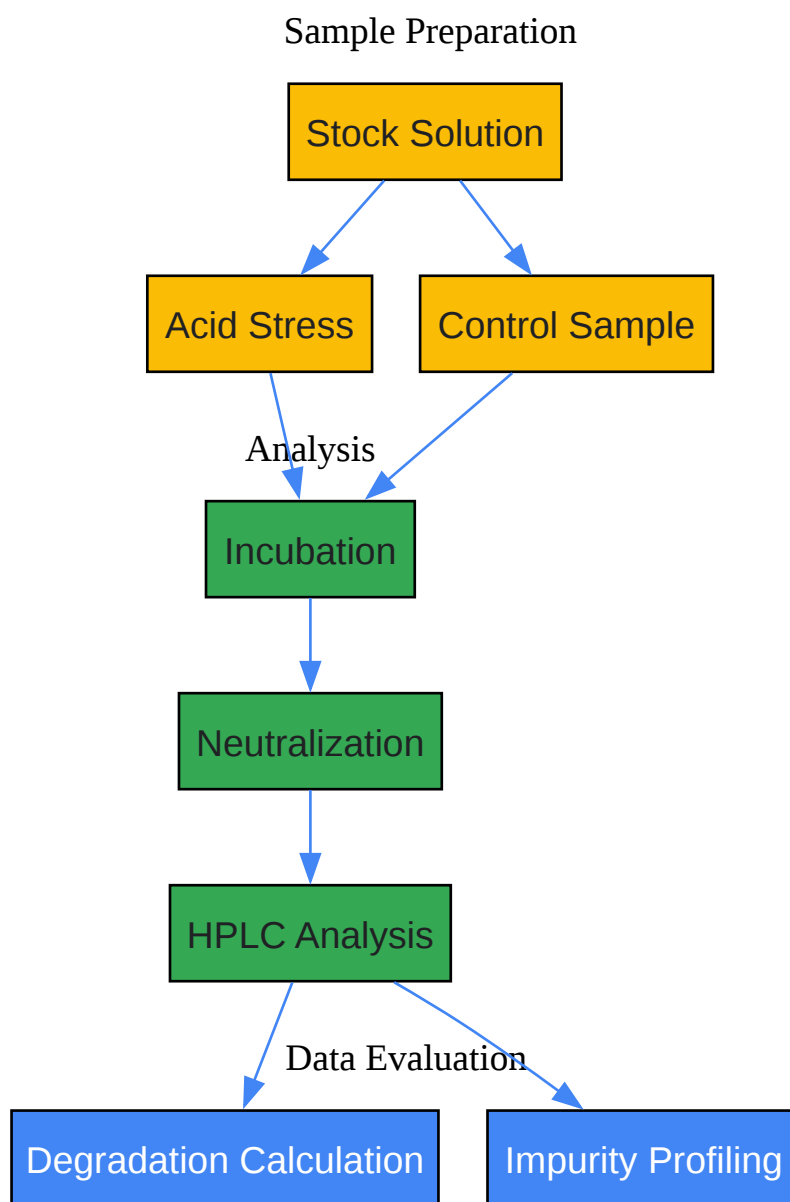 Sample Preparation
Stock Solution
Acid Stress
Control Sample
Analysis
Incubation
Neutralization
HPLC Analysis
Data Evaluation
Degradation Calculation
Impurity Profiling